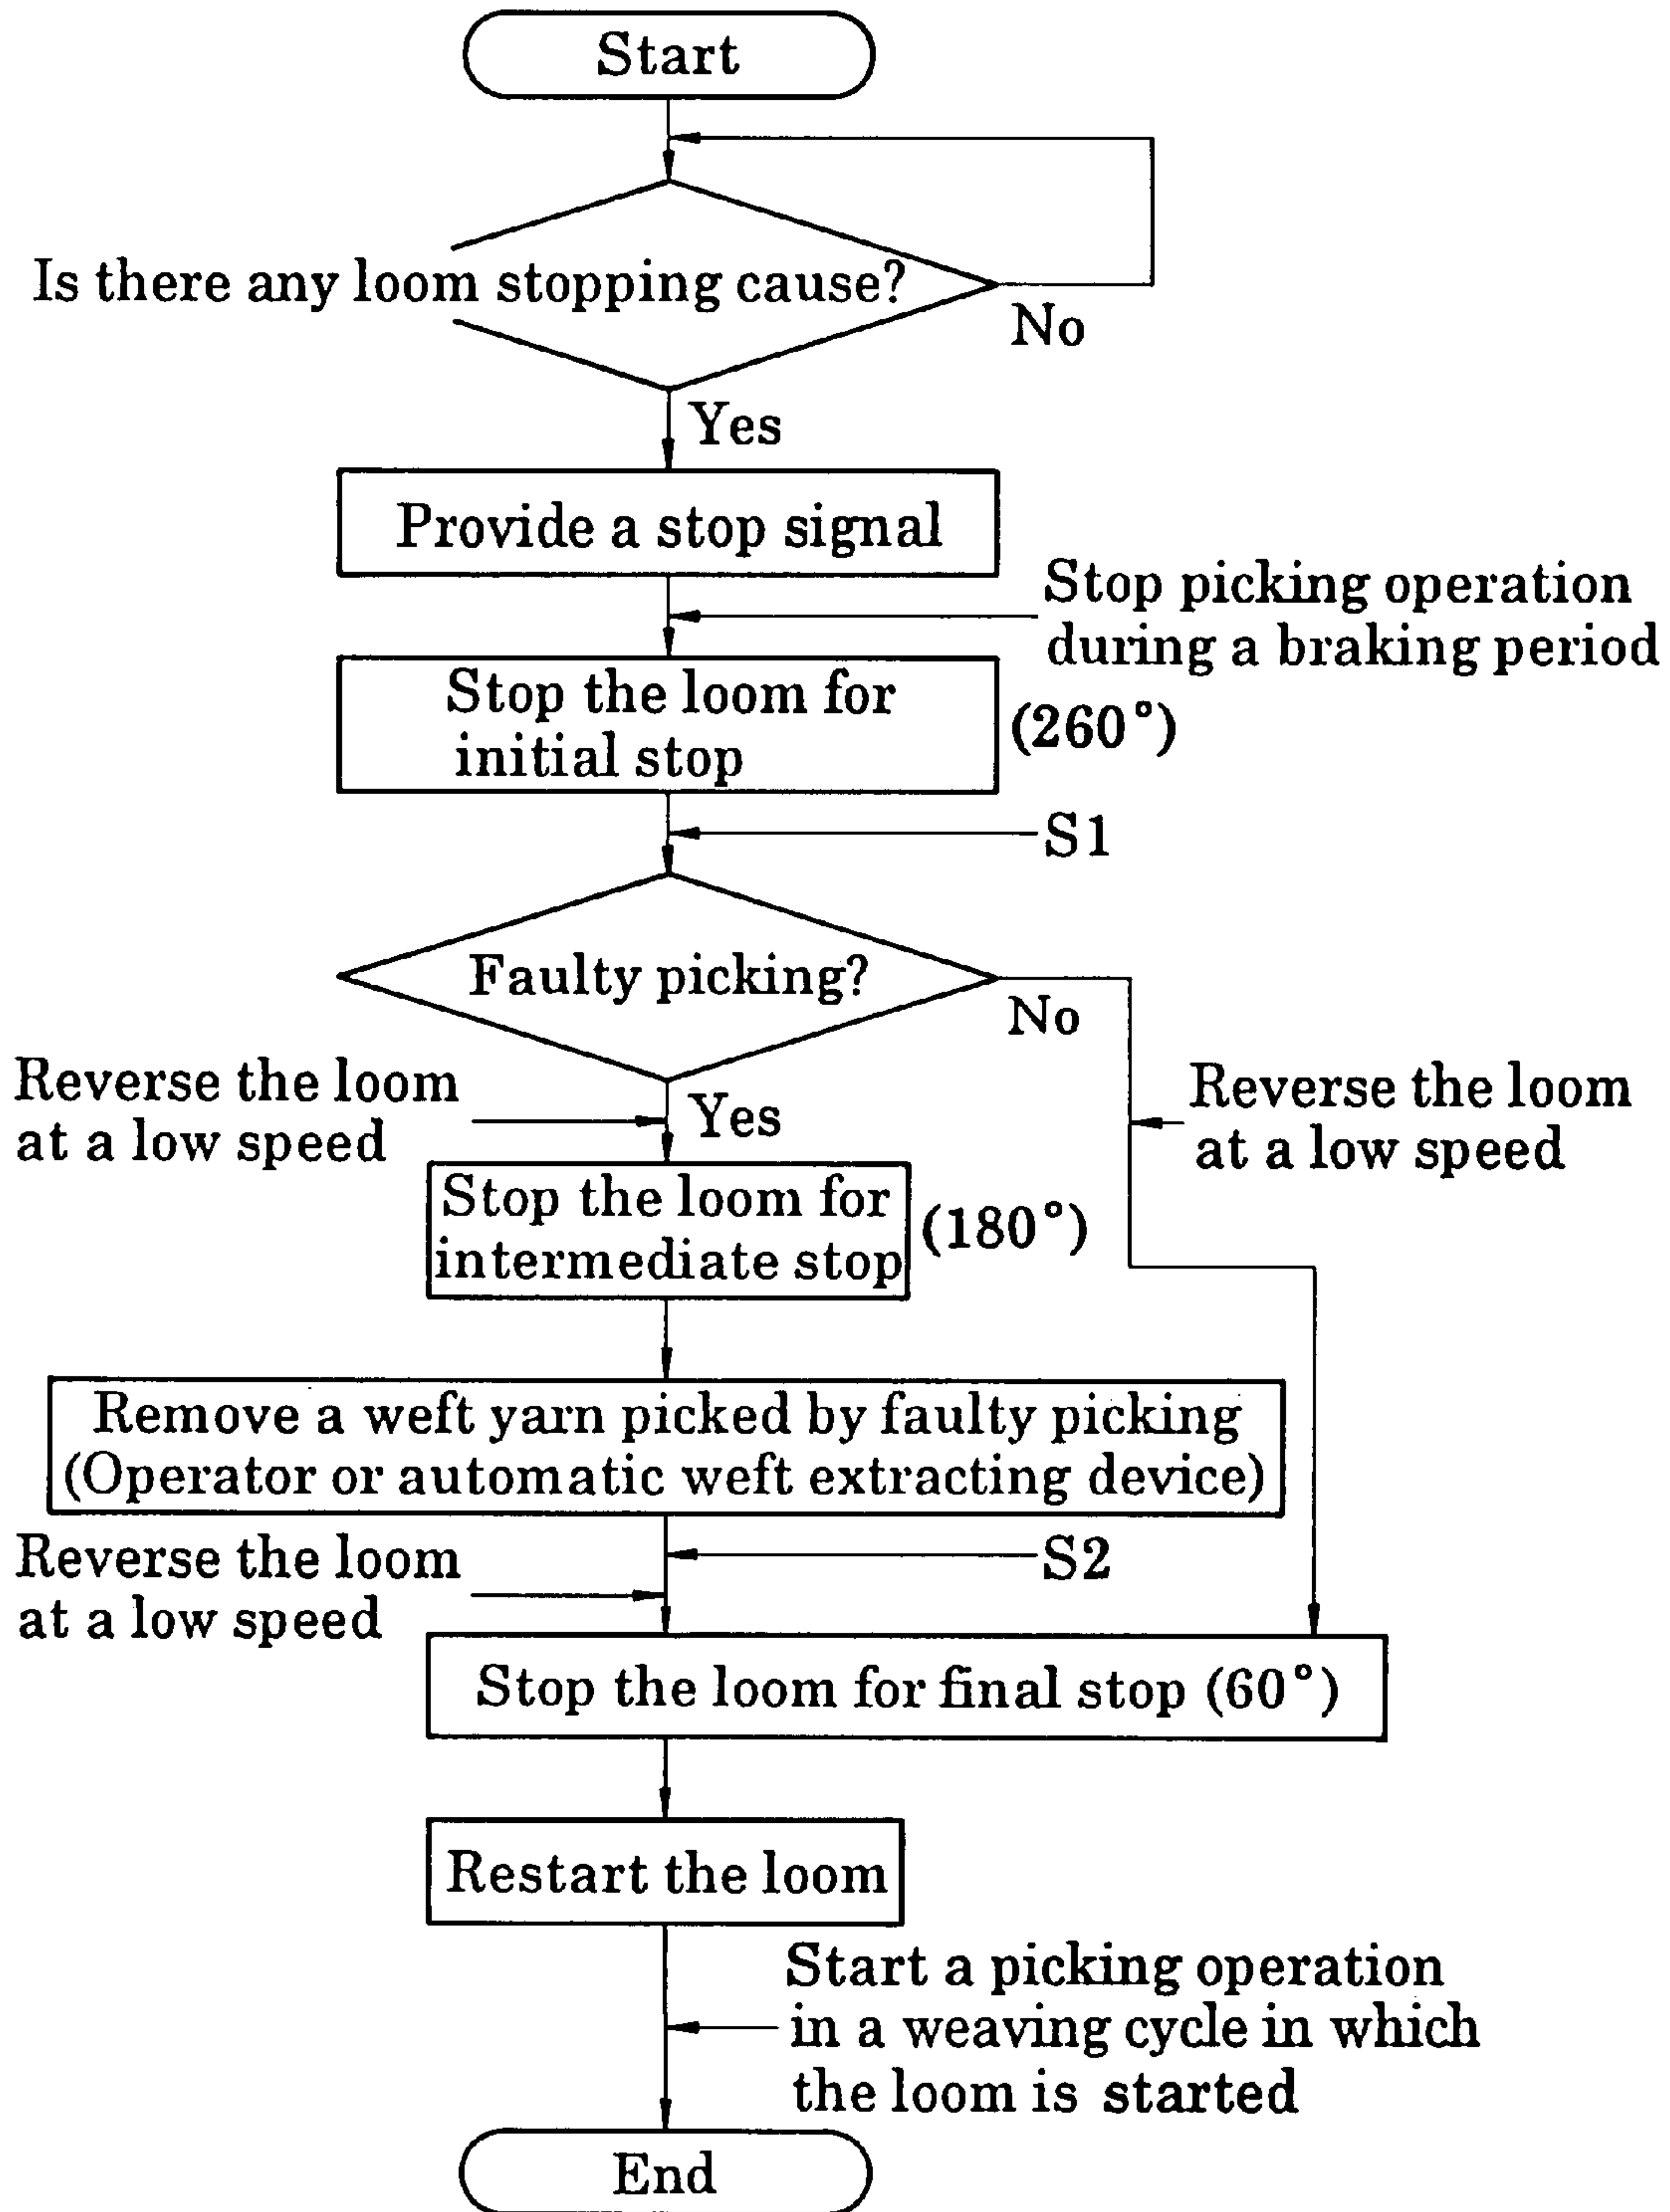 Start
Is there any loom stopping cause?
No
Yes
Provide a stop signal
Stop picking operation
during a braking period
Stop the loom for
initial stop
(260°)
S1
Faulty picking?
No
Reverse the loom
at a low speed
Yes
Reverse the loom
at a low speed
Stop the loom for
intermediate stop
(180°)
Remove a weft yarn picked by faulty picking
(Operator or automatic weft extracting device)
Reverse the loom
at a low speed
S2
Stop the loom for final stop (60°)
Restart the loom
Start a picking operation
in a weaving cycle in which
the loom is started
End